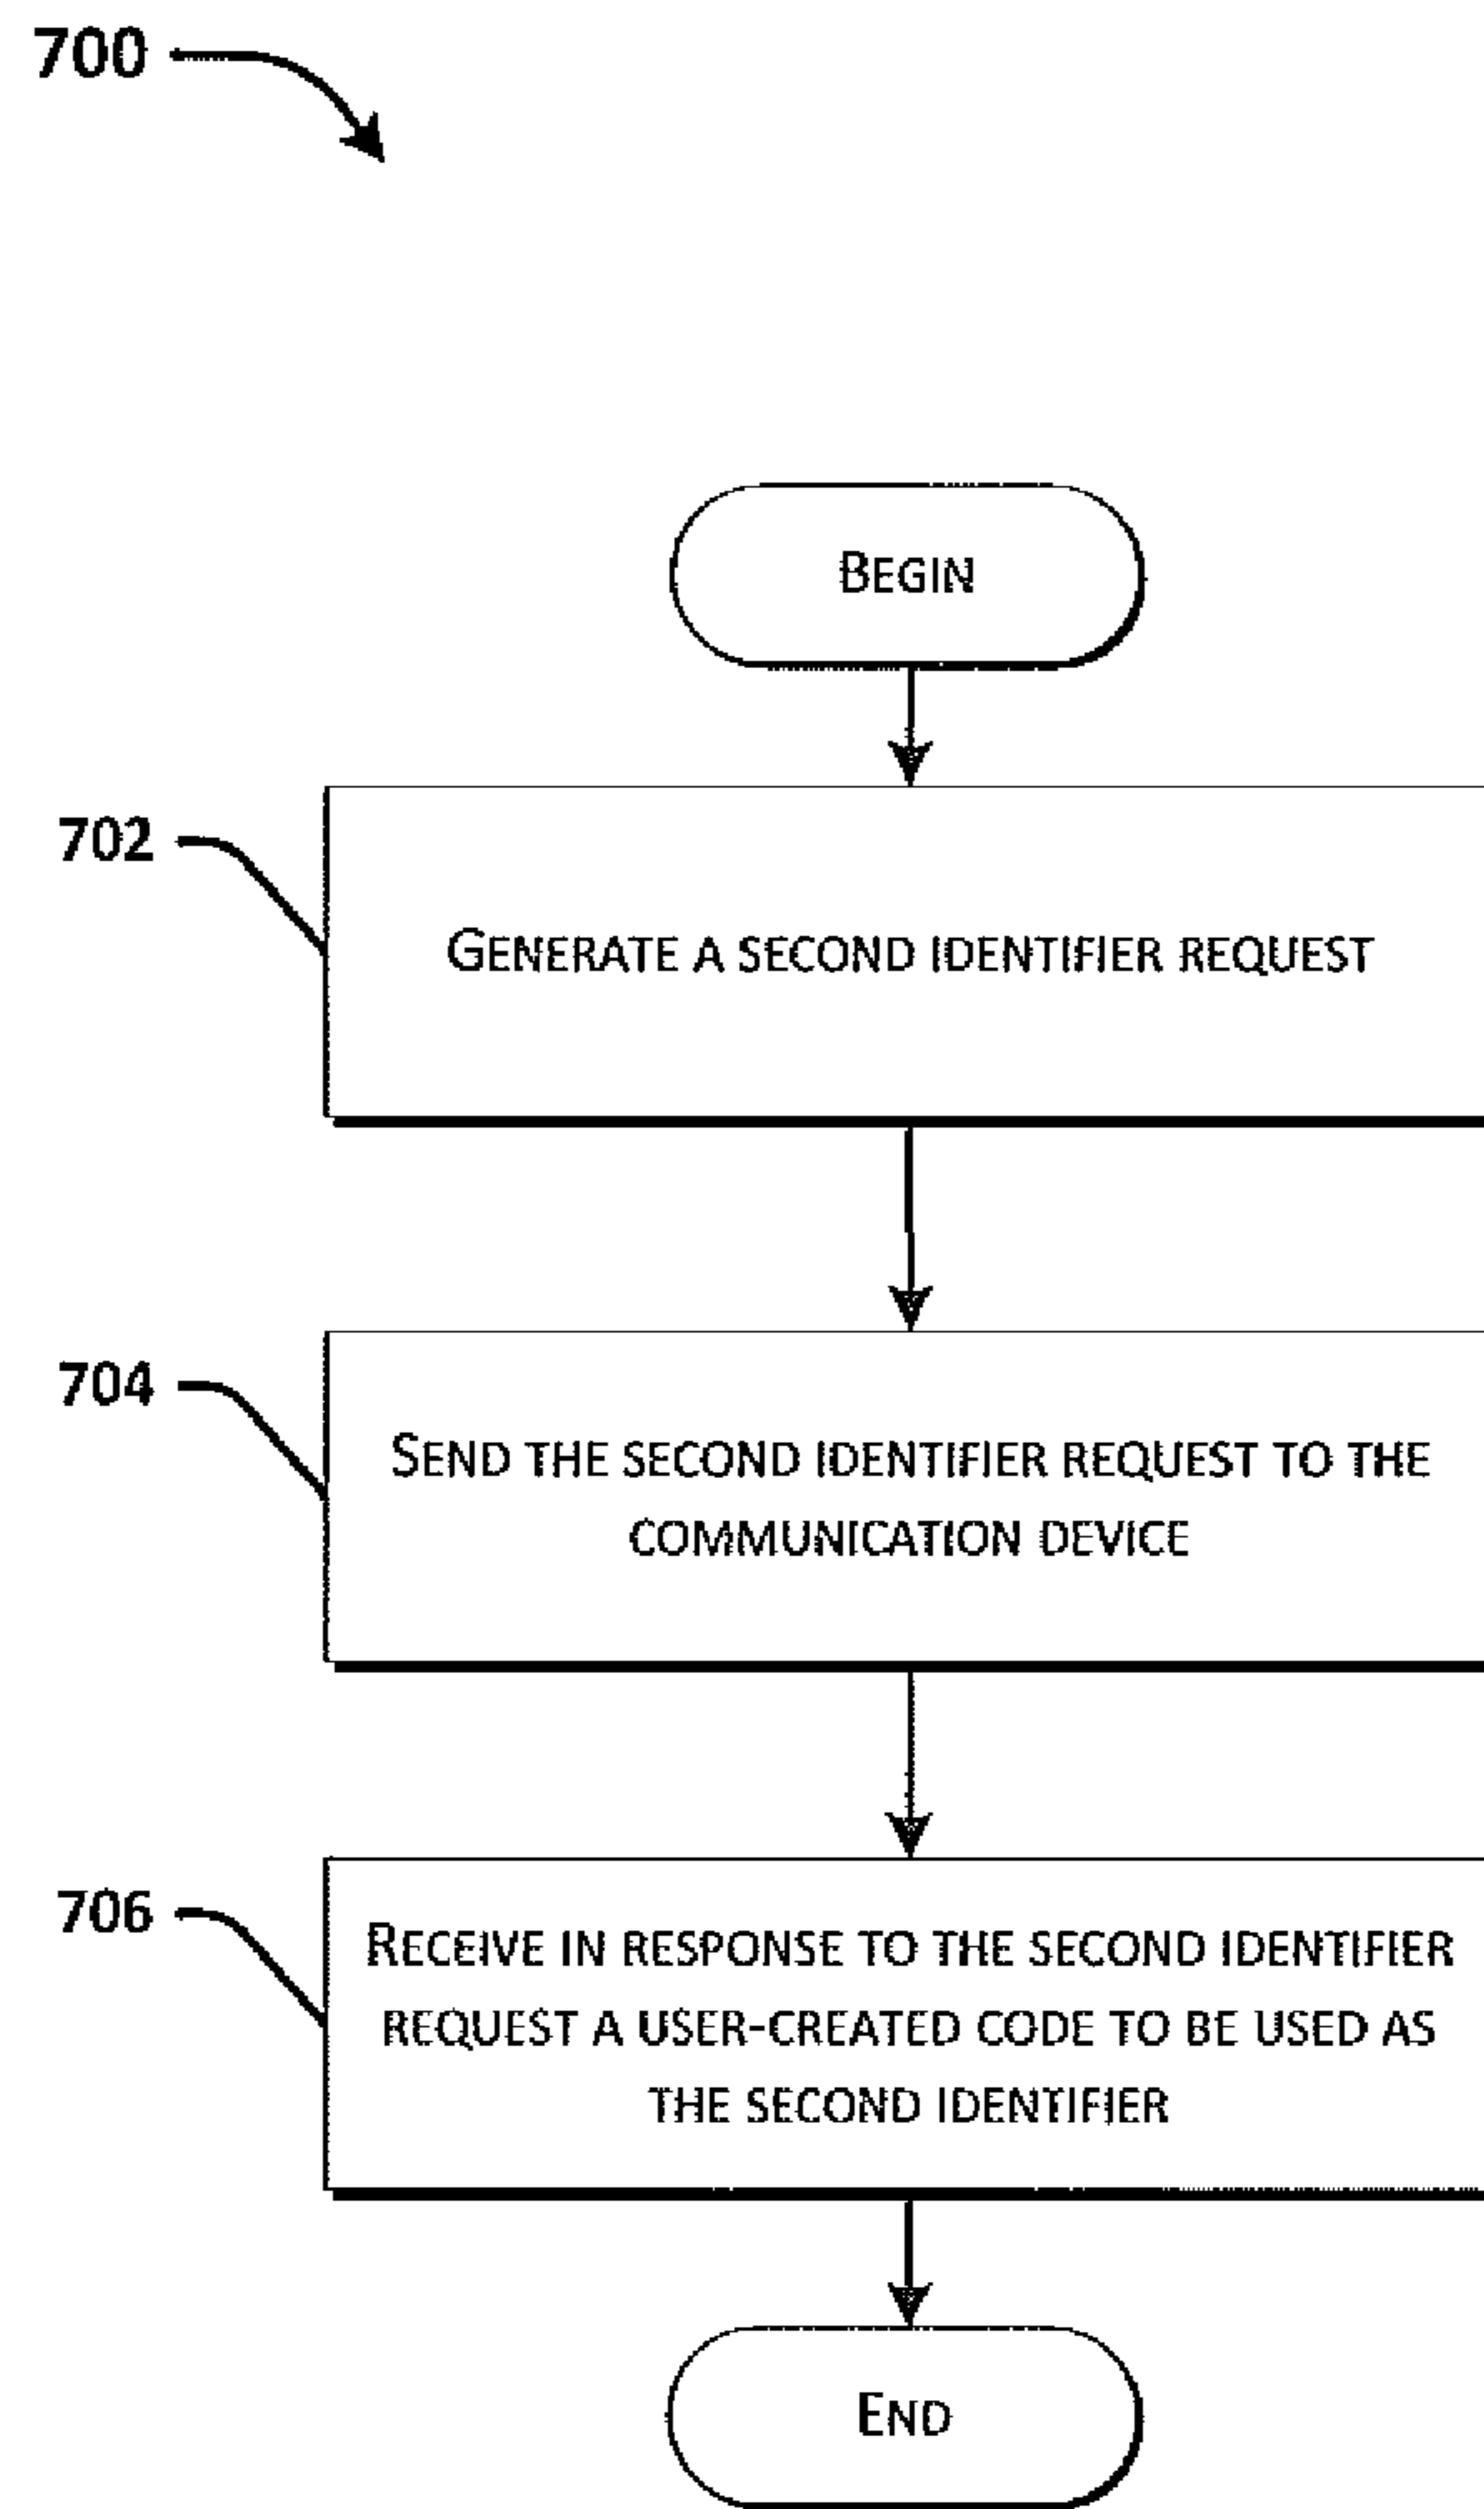 700
BEGIN
702
GENERATE A SECOND IDENTIFIER REQUEST
704
SEND THE SECOND IDENTIFIER REQUEST TO THE
COMMUNICATION DEVICE
706
RECEIVE IN RESPONSE TO THE SECOND IDENTIFIER
REQUEST A USER-CREATED CODE TO BE USED AS
THE SECOND IDENTIFIER
END